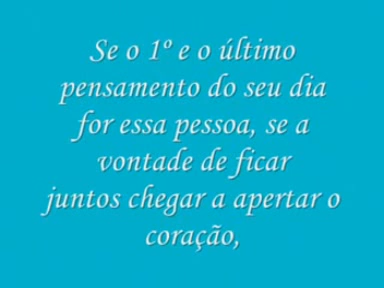 Se o 1º e o último
pensamento do seu dia
for essa pessoa, se a
vontade de ficar
juntos chegar a apertar o
coração,